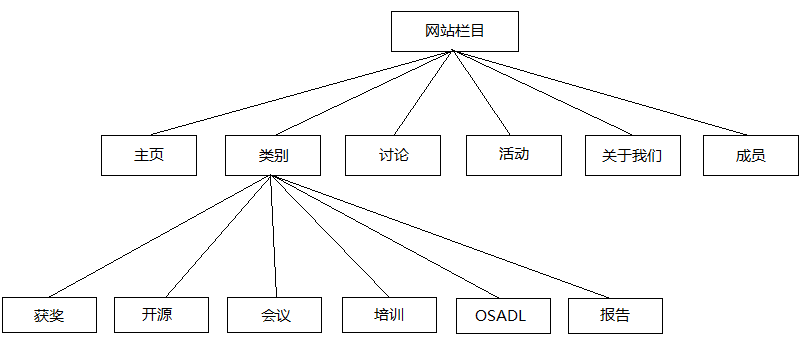 网站栏目
主页
类别
讨论
活动
关于我们
成员
获奖
开源
会议
培训
OSADL
报告